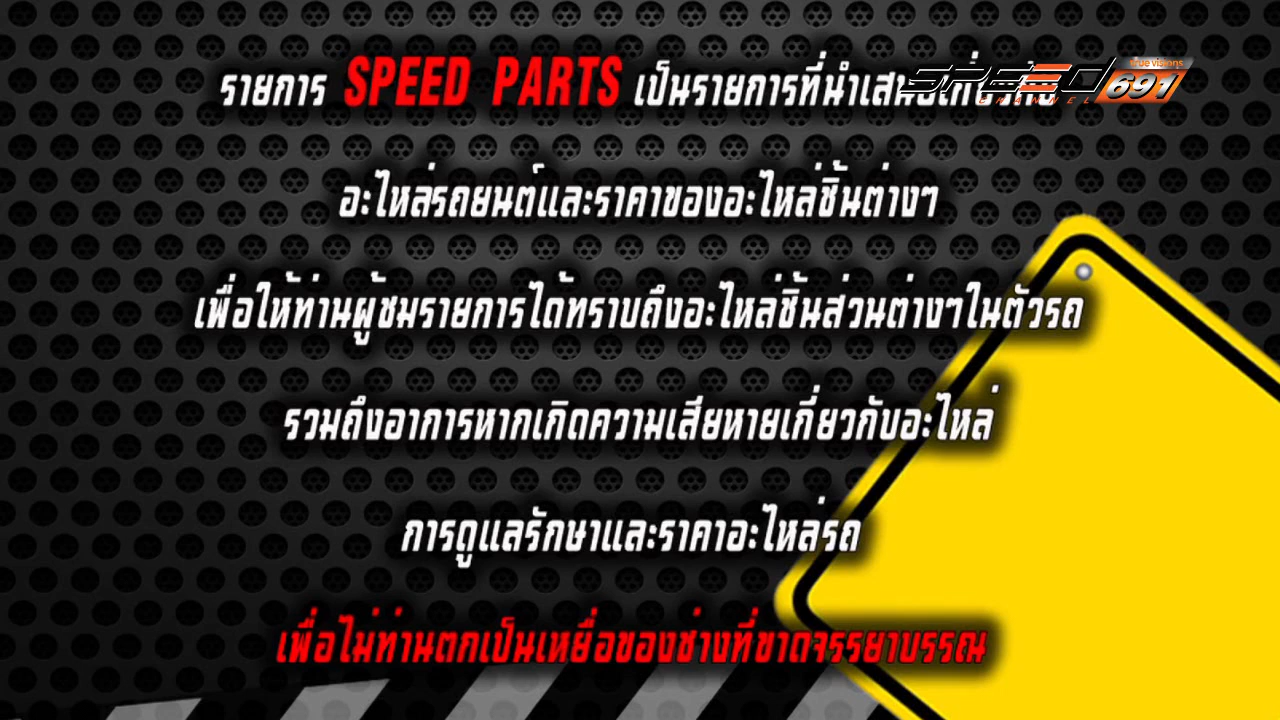 รายการ SPEED PARTS เป็นรายการที่นำเสนอเกี่ยวกับ
true visions
SPEED 691
CHANNEL
อะไหล่รถยนต์และราคาของอะไหล่ชิ้นต่างๆ
เพื่อให้ท่านผู้ชมรายการได้ทราบถึงอะไหล่ชิ้นส่วนต่างๆในตัวรถ
รวมถึงอาการหากเกิดความเสียหายเกี่ยวกับอะไหล่
การดูแลรักษาและราคาอะไหล่รถ
เพื่อไม่ท่านตกเป็นเหยื่อของช่างที่ขาดจรรยาบรรณ